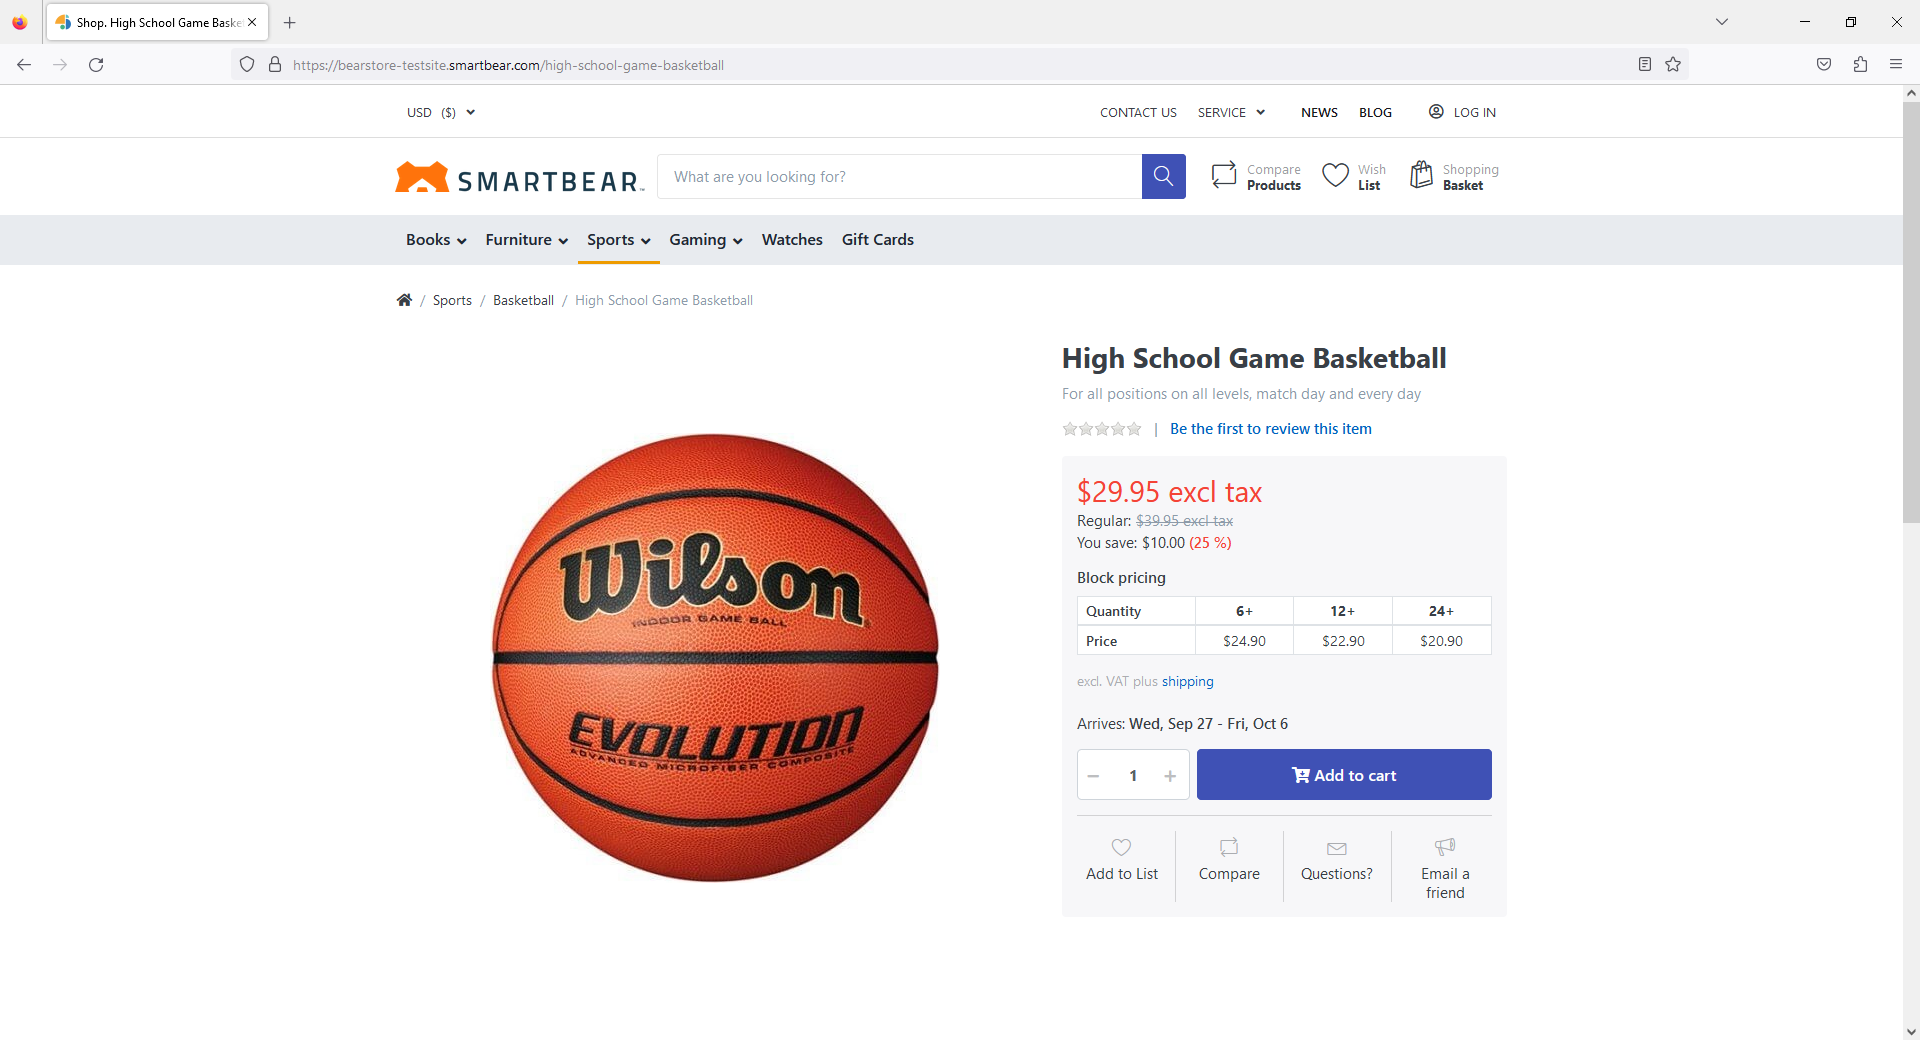 Shop. High School Game Baske
https://bearstore-testsite.smartbear.com/high-school-game-basketball
USD ($)
CONTACT US SERVICE NEWS BLOG LOG IN
SMARTBEAR
What are you looking for?
Compare Products
Wish List
Shopping Basket
Books Furniture Sports Gaming Watches Gift Cards
/ Sports / Basketball / High School Game Basketball
High School Game Basketball
For all positions on all levels, match day and every day
| Be the first to review this item
Wilson
INDOOR GAME BALL
EVOLUTION
ADVANCED MICROFIBER COMPOSITE
$29.95 excl tax
Regular: $39.95 excl tax
You save: $10.00 (25 %)
Block pricing
Quantity 6+ 12+ 24+
Price $24.90 $22.90 $20.90
excl. VAT plus shipping
Arrives: Wed, Sep 27 - Fri, Oct 6
− 1 + Add to cart
Add to List
Compare
Questions?
Email a
friend